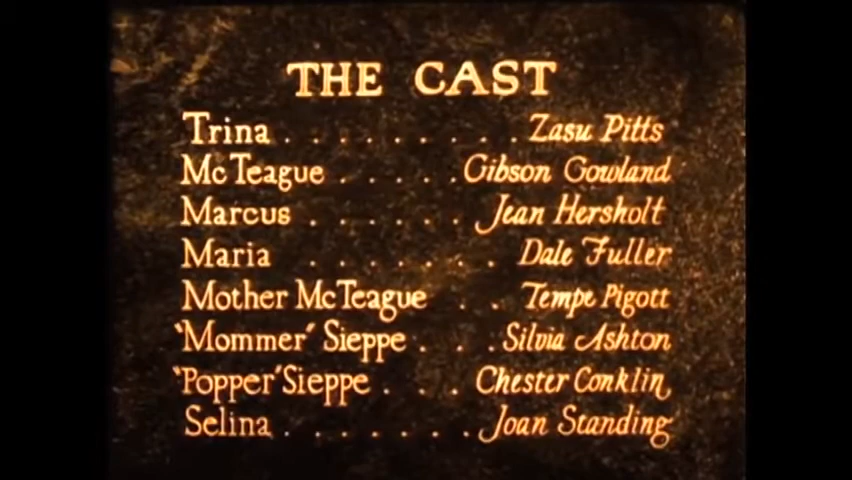 THE CAST
Trina . . . . . . . . . . Zasu Pitts
McTeague . . . . . Gibson Gowland
Marcus . . . . . . Jean Hersholt
Maria . . . . . . . Dale Fuller
Mother McTeague . . Tempe Pigott
'Mommer' Sieppe . . . Silvia Ashton
'Popper' Sieppe . . . Chester Conklin
Selina . . . . . . . Joan Standing